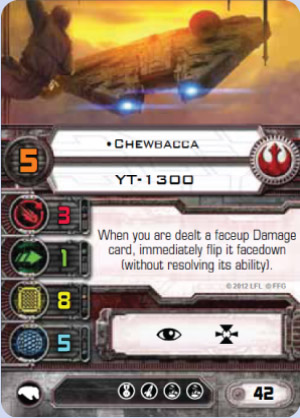 • CHEWBACCA
5
YT-1300
3
When you are dealt a faceup Damage
card, immediately flip it facedown
(without resolving its ability).
1
© 2012 LFL © FFG
8
5
42